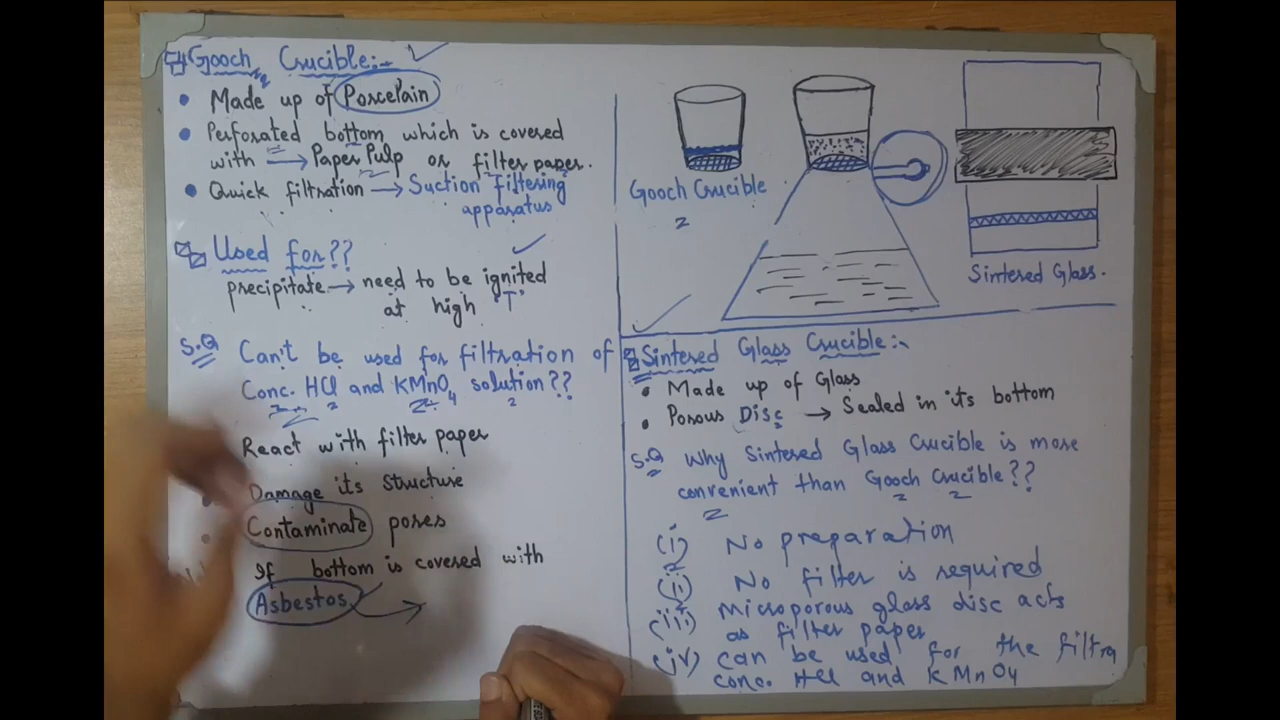 Gooch Crucible:-
• Made up of Porcelain
• Perforated bottom which is covered
with → Paper Pulp or filter paper.
• Quick filtration → Suction Filtering
apparatus
Used for??
precipitate → need to be ignited
at high "T"
S.Q Can't be used for filtration of
Conc. HCl and KMnO4 solution??
React with filter paper
Damage its structure
Contaminate poses
If bottom is covered with
Asbestos →
Gooch Crucible
Sintered Glass.
Sintered Glass Crucible:-
• Made up of Glass
• Porous Disc → Sealed in its bottom
S.Q Why Sintered Glass Crucible is more
convenient than Gooch Crucible??
(i) No preparation
(ii) No filter is required
(iii) Microporous glass disc acts
as filter paper
(iv) can be used for the filtra
conc. HCl and KMnO4